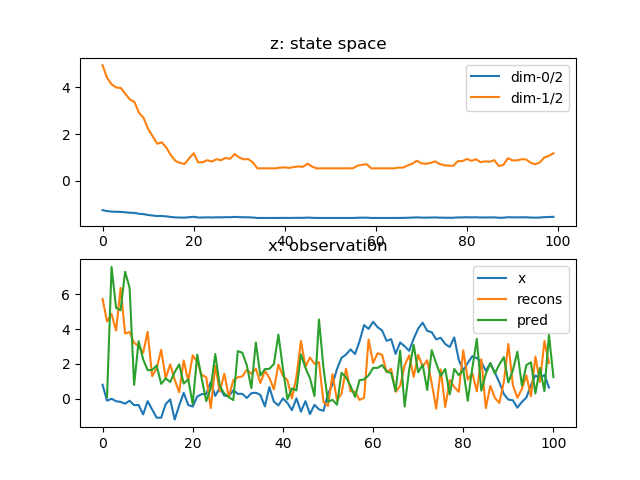 z: state space
4
2
0
dim-0/2
dim-1/2
0 20 40 60 80 100
x: observation
6
4
2
0
x
recons
pred
0 20 40 60 80 100